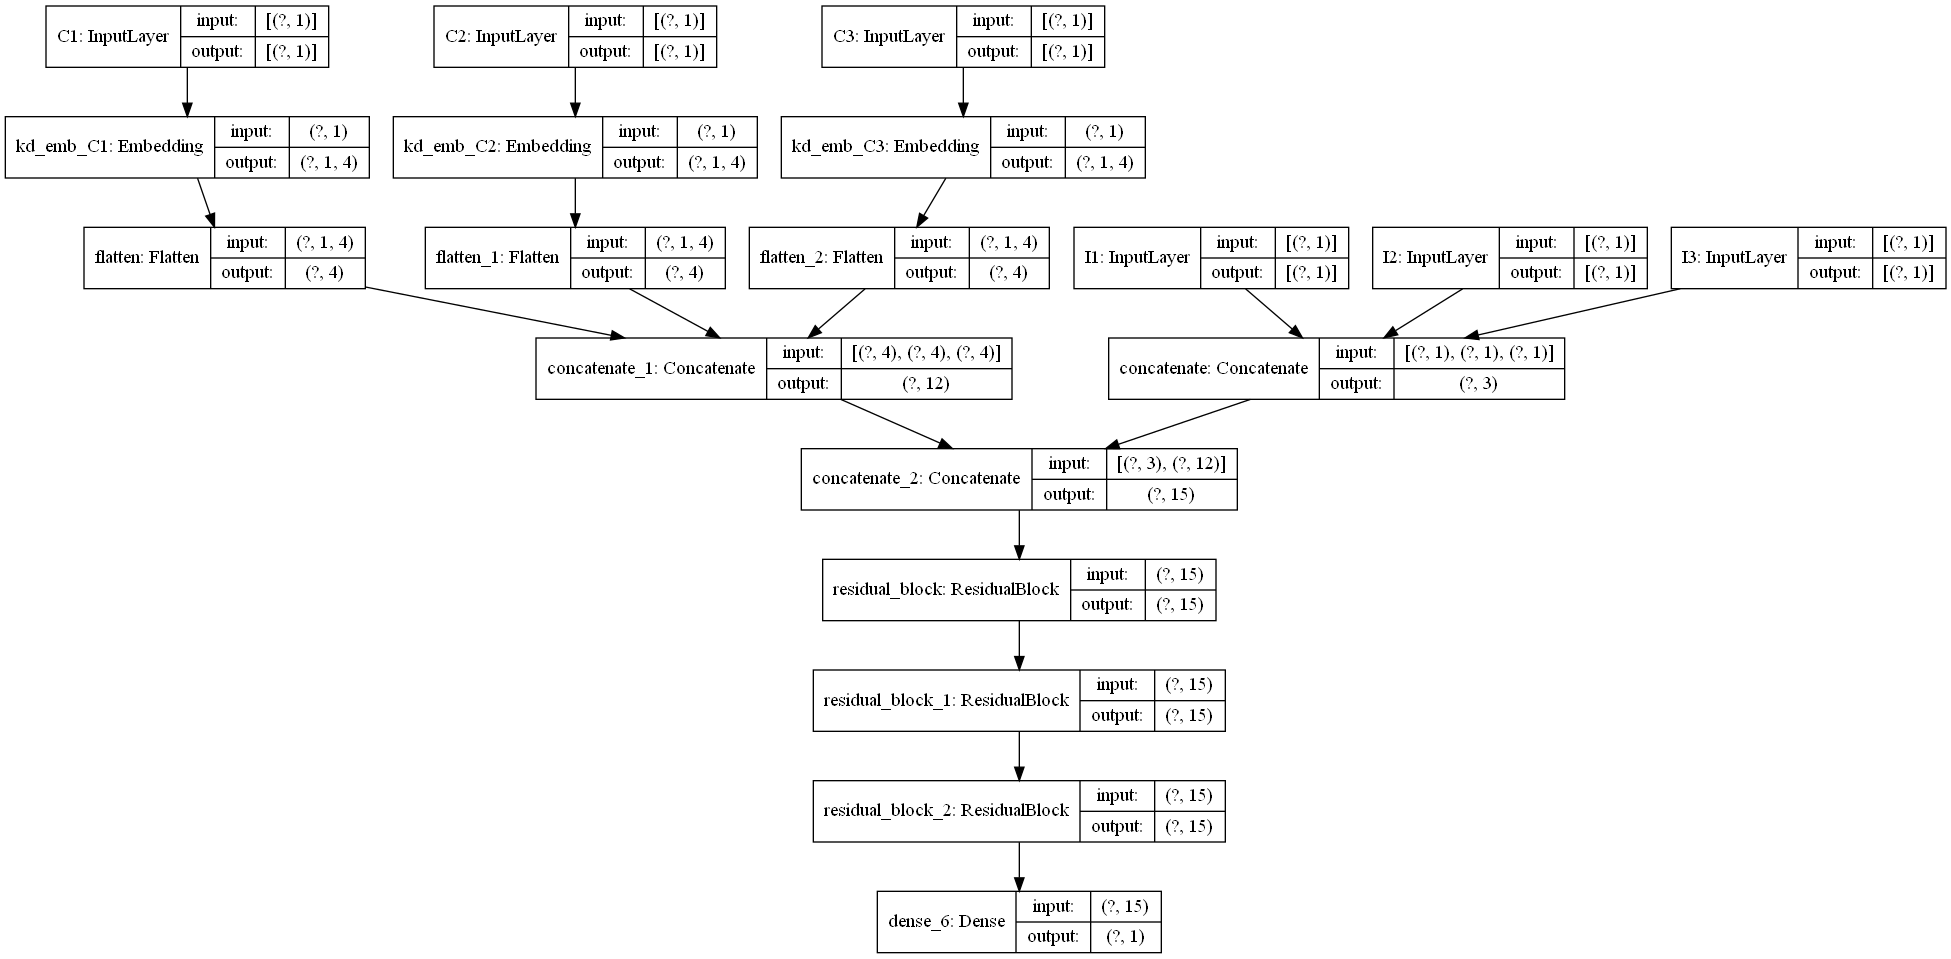 C1: InputLayer input: [(?, 1)]
output: [(?, 1)]
C2: InputLayer input: [(?, 1)]
output: [(?, 1)]
C3: InputLayer input: [(?, 1)]
output: [(?, 1)]
kd_emb_C1: Embedding input: (?, 1)
output: (?, 1, 4)
kd_emb_C2: Embedding input: (?, 1)
output: (?, 1, 4)
kd_emb_C3: Embedding input: (?, 1)
output: (?, 1, 4)
flatten: Flatten input: (?, 1, 4)
output: (?, 4)
flatten_1: Flatten input: (?, 1, 4)
output: (?, 4)
flatten_2: Flatten input: (?, 1, 4)
output: (?, 4)
I1: InputLayer input: [(?, 1)]
output: [(?, 1)]
I2: InputLayer input: [(?, 1)]
output: [(?, 1)]
I3: InputLayer input: [(?, 1)]
output: [(?, 1)]
concatenate_1: Concatenate input: [(?, 4), (?, 4), (?, 4)]
output: (?, 12)
concatenate: Concatenate input: [(?, 1), (?, 1), (?, 1)]
output: (?, 3)
concatenate_2: Concatenate input: [(?, 3), (?, 12)]
output: (?, 15)
residual_block: ResidualBlock input: (?, 15)
output: (?, 15)
residual_block_1: ResidualBlock input: (?, 15)
output: (?, 15)
residual_block_2: ResidualBlock input: (?, 15)
output: (?, 15)
dense_6: Dense input: (?, 15)
output: (?, 1)